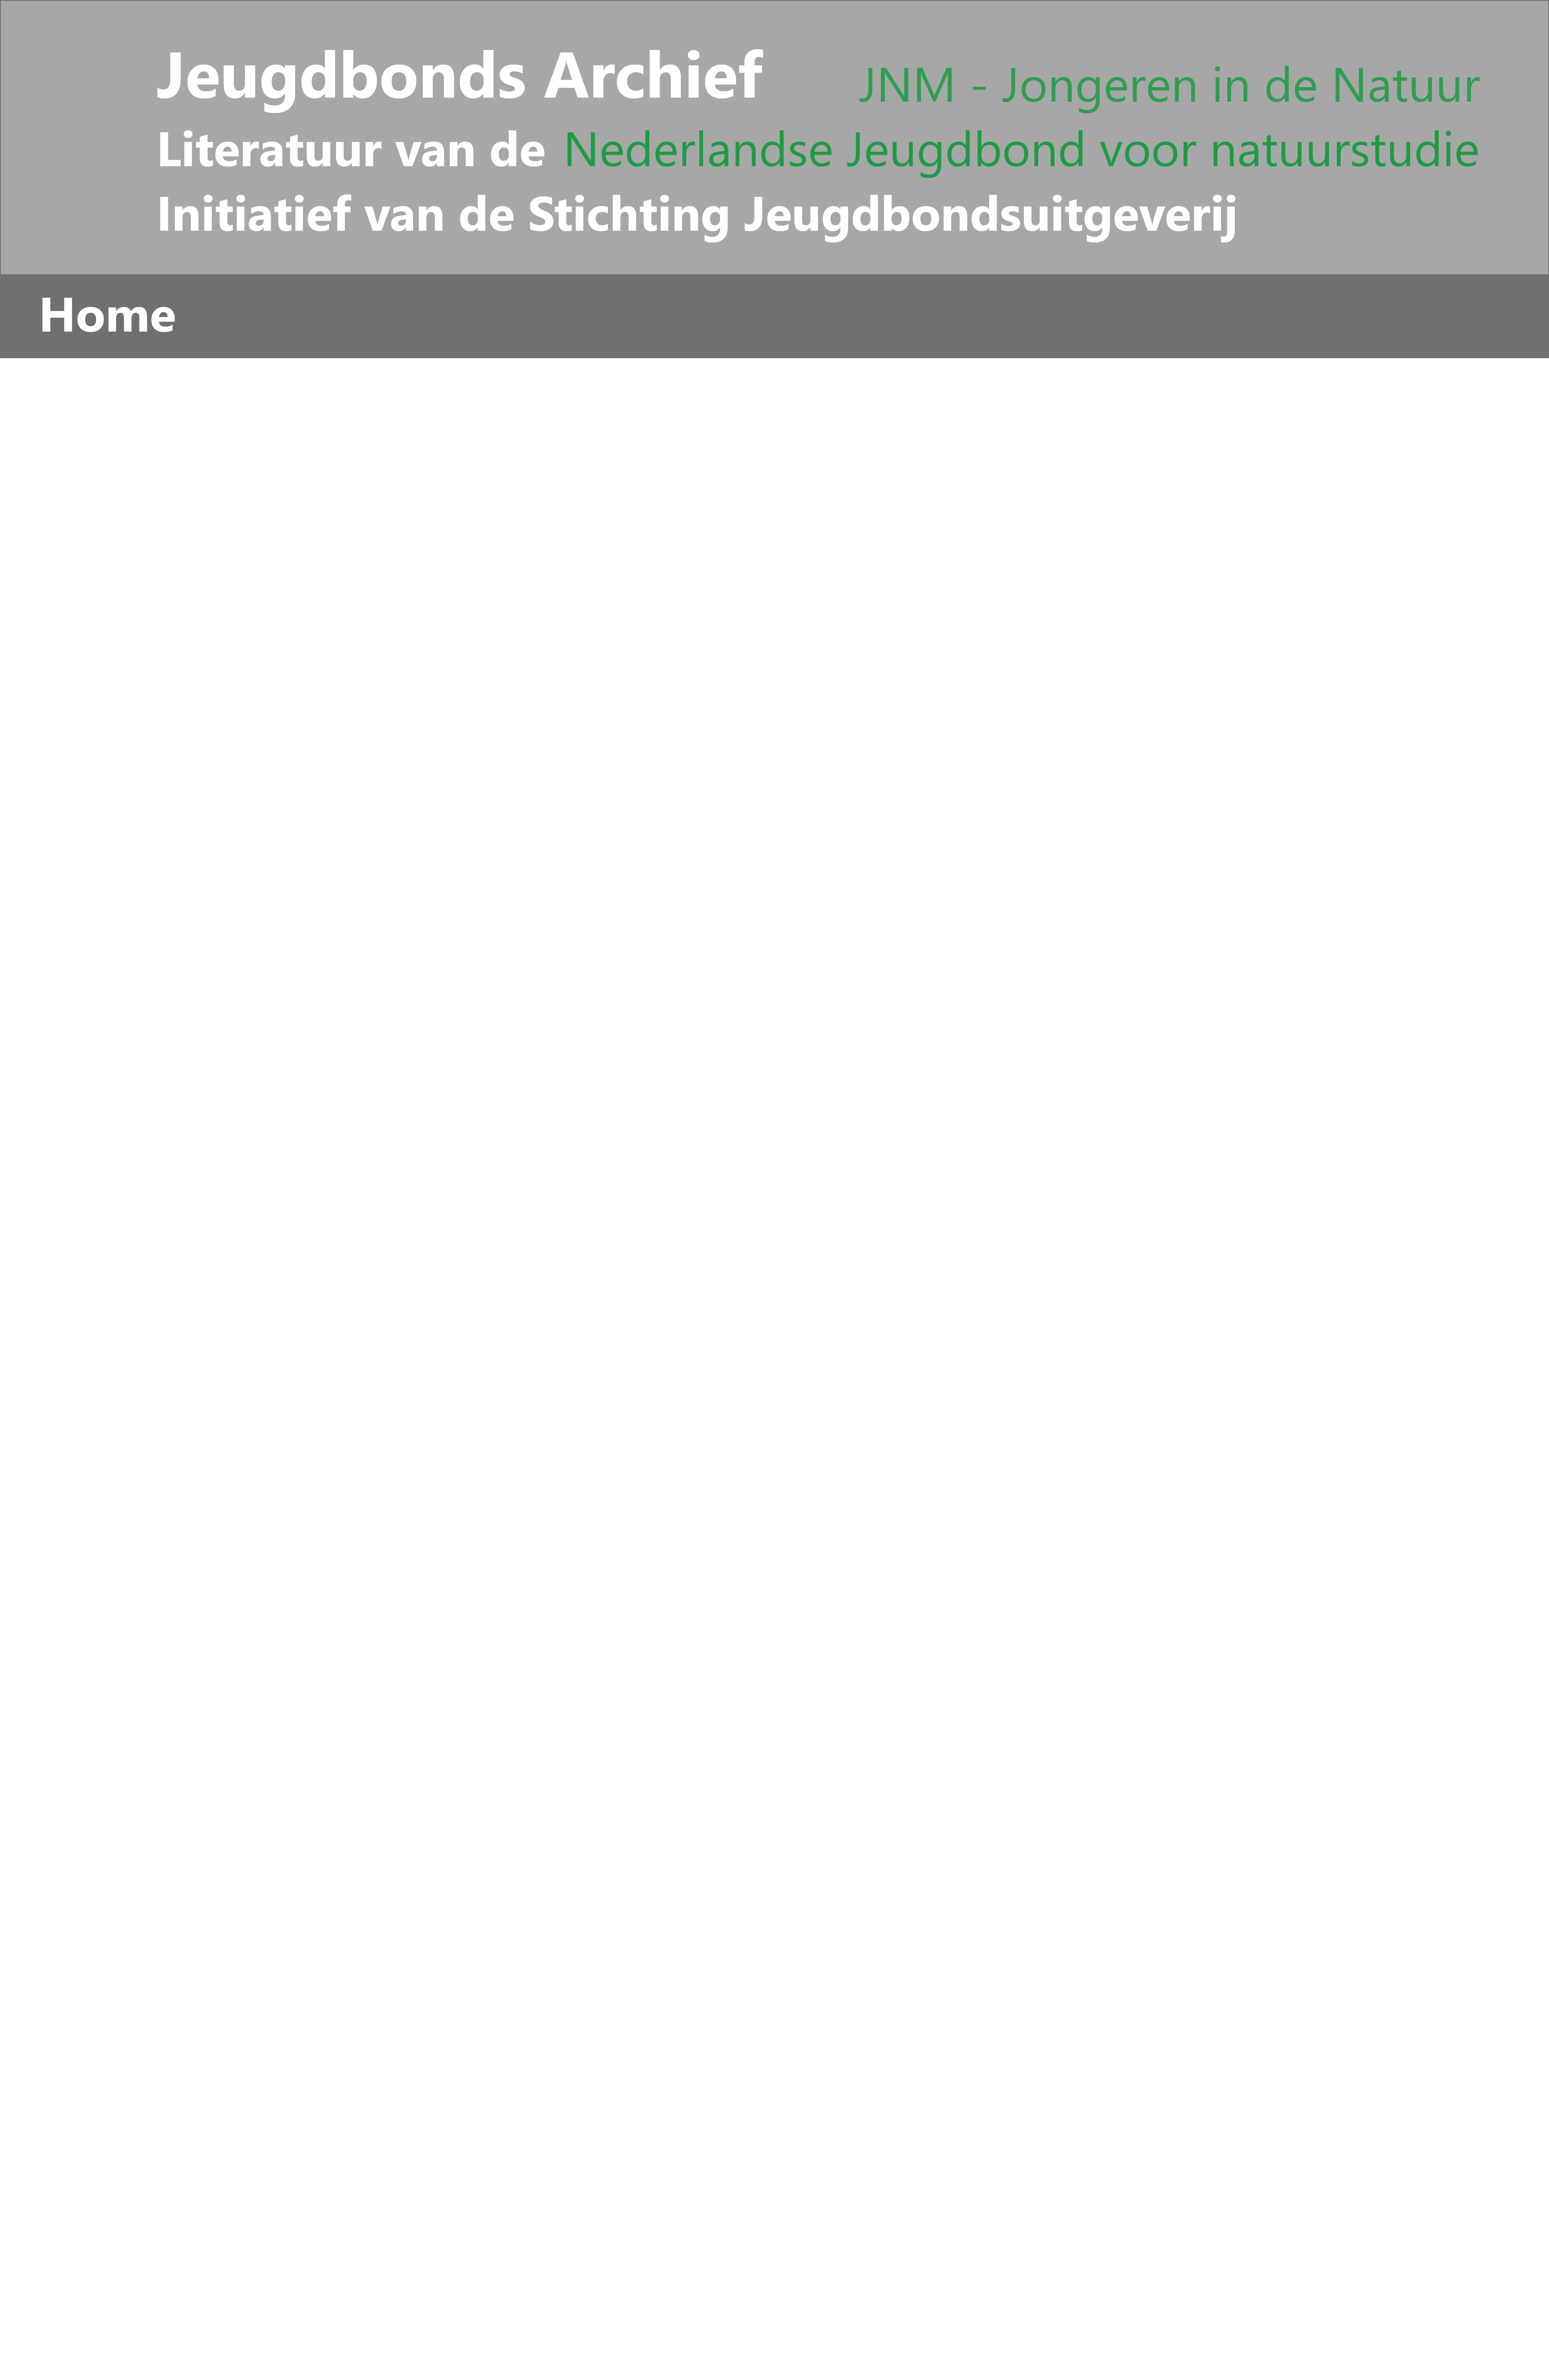 Jeugdbonds Archief JNM - Jongeren in de Natuur
Literatuur van de Nederlandse Jeugdbond voor natuurstudie
Initiatief van de Stichting Jeugdbondsuitgeverij
Home